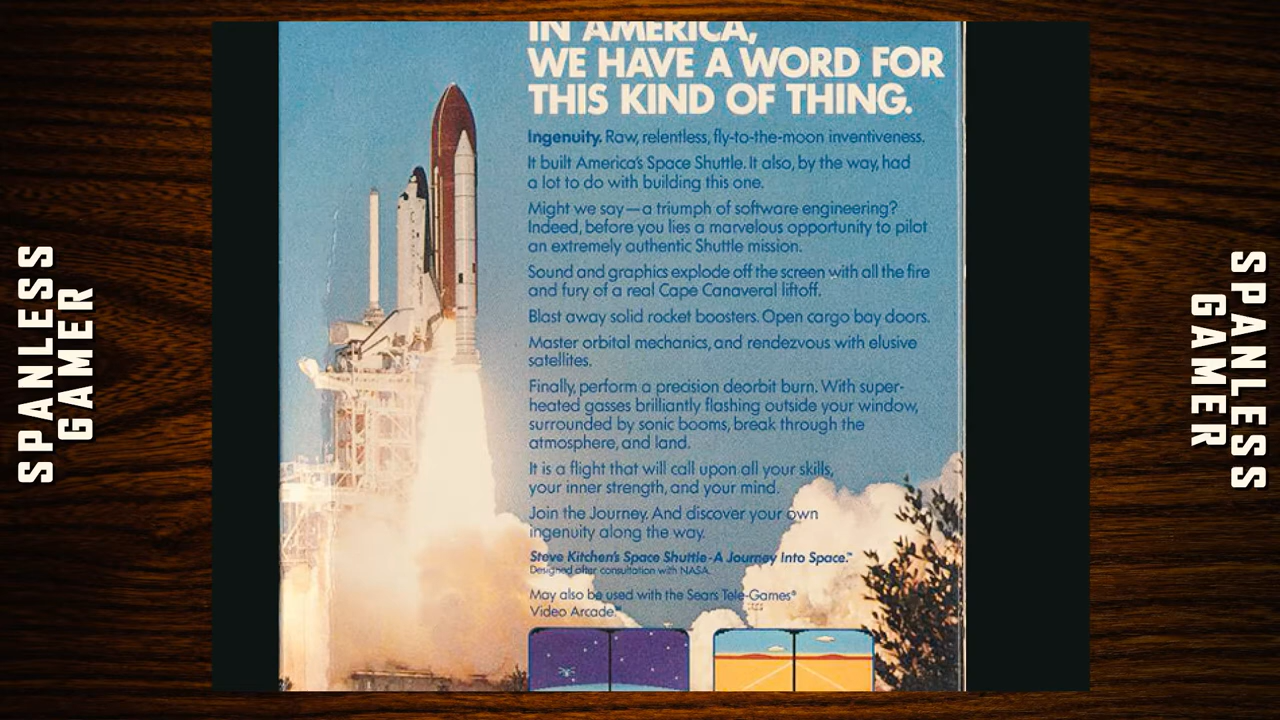 SPANLESS
GAMER
IN AMERICA,
WE HAVE A WORD FOR
THIS KIND OF THING.
Ingenuity. Raw, relentless, fly-to-the-moon inventiveness.
It built America's Space Shuttle. It also, by the way, had
a lot to do with building this one.
Might we say—a triumph of software engineering?
Indeed, before you lies a marvelous opportunity to pilot
an extremely authentic Shuttle mission.
Sound and graphics explode off the screen with all the fire
and fury of a real Cape Canaveral liftoff.
Blast away solid rocket boosters. Open cargo bay doors.
Master orbital mechanics, and rendezvous with elusive
satellites.
Finally, perform a precision deorbit burn. With super-
heated gasses brilliantly flashing outside your window,
surrounded by sonic booms, break through the
atmosphere, and land.
It is a flight that will call upon all your skills,
your inner strength, and your mind.
Join the Journey. And discover your own
ingenuity along the way.
Steve Kitchen's Space Shuttle-A Journey Into Space.™
Designed after consultation with NASA.
May also be used with the Sears Tele-Games®
Video Arcade.™
SPANLESS
GAMER